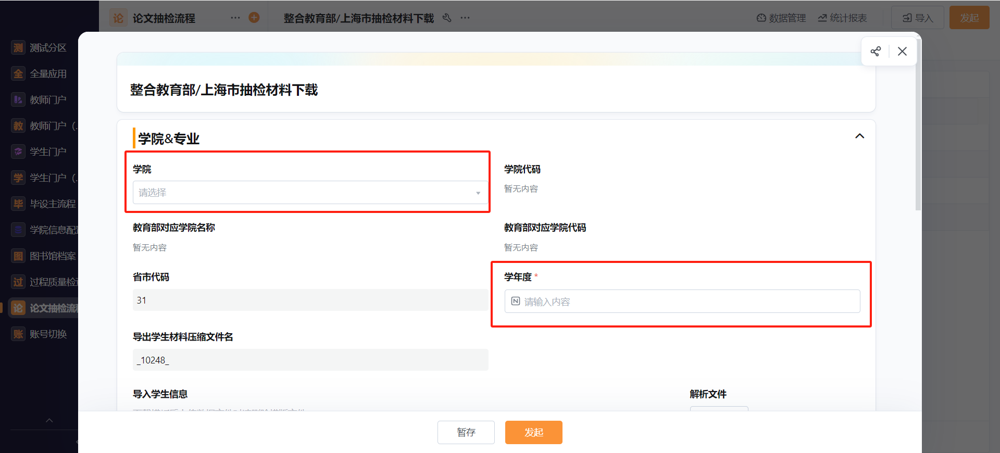 论 论文抽检流程
整合教育部/上海市抽检材料下载
数据管理
统计报表
导入
发起
测 测试分区
全 全量应用
教师门户
教 教师门户（.
学生门户
学 学生门户（.
毕 毕设主流程
学院信息配
图 图书馆档案
过 过程质量检
论 论文抽检流
账 账号切换
整合教育部/上海市抽检材料下载
学院&专业
学院
请选择
学院代码
暂无内容
教育部对应学院名称
暂无内容
教育部对应学院代码
暂无内容
省市代码
31
学年度 *
请输入内容
导出学生材料压缩文件名
_10248_
导入学生信息
解析文件
暂存
发起